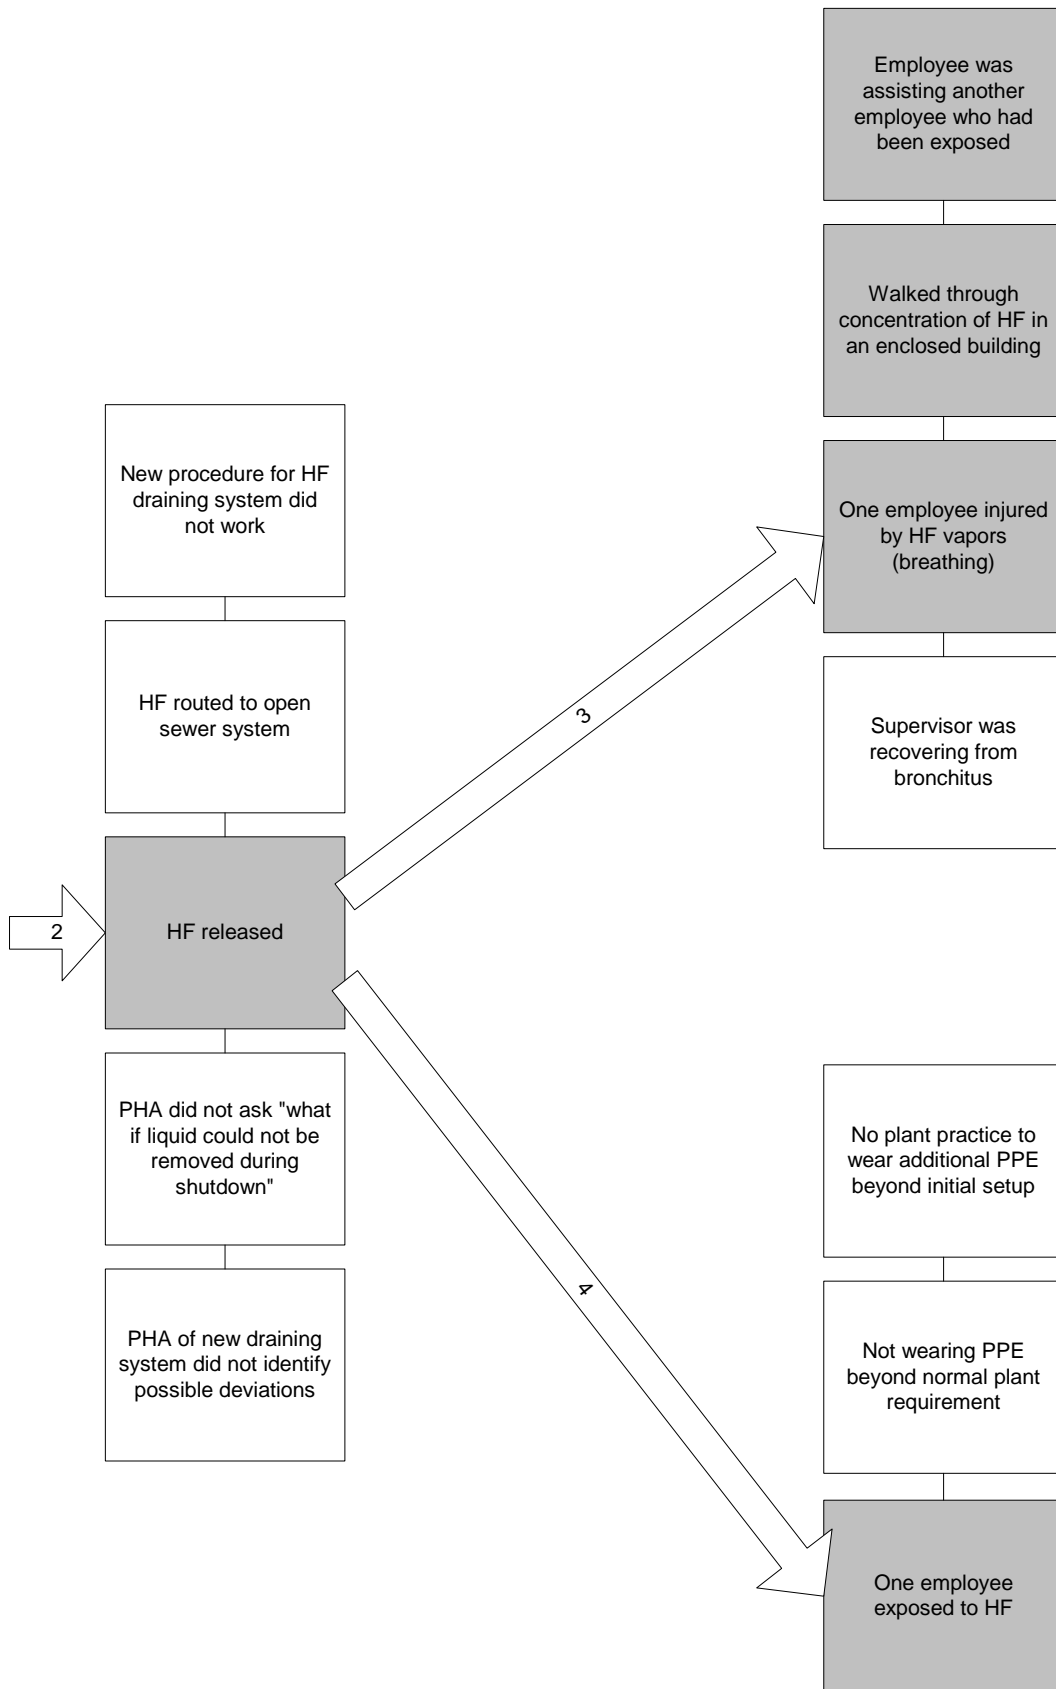 Employee was
assisting another
employee who had
been exposed
Walked through
concentration of HF in
an enclosed building
New procedure for HF
draining system did
not work
One employee injured
by HF vapors
(breathing)
HF routed to open
sewer system
3
Supervisor was
recovering from
bronchitus
2
HF released
PHA did not ask "what
if liquid could not be
removed during
shutdown"
No plant practice to
wear additional PPE
beyond initial setup
4
PHA of new draining
system did not identify
possible deviations
Not wearing PPE
beyond normal plant
requirement
One employee
exposed to HF